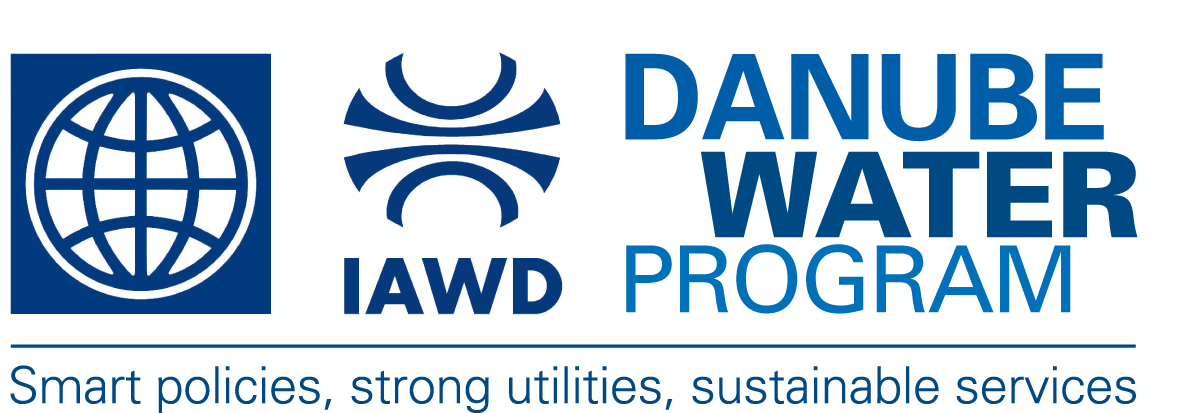 IAWD
DANUBE
WATER
PROGRAM
Smart policies, strong utilities, sustainable services